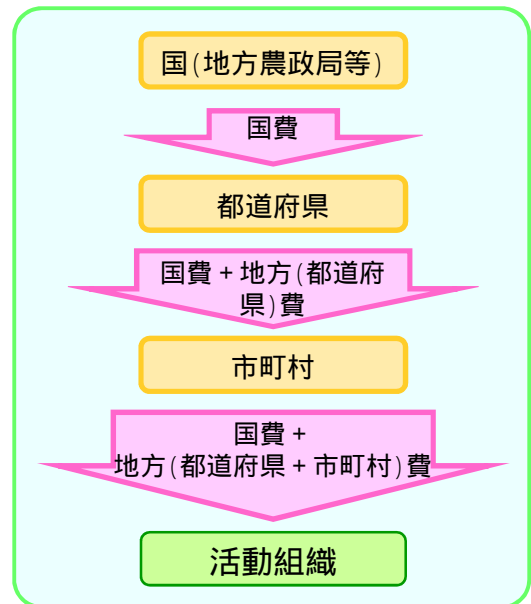 国(地方農政局等)
国費
都道府県
国費+地方(都道府
県)費
市町村
国費+
地方(都道府県+市町村)費
活動組織